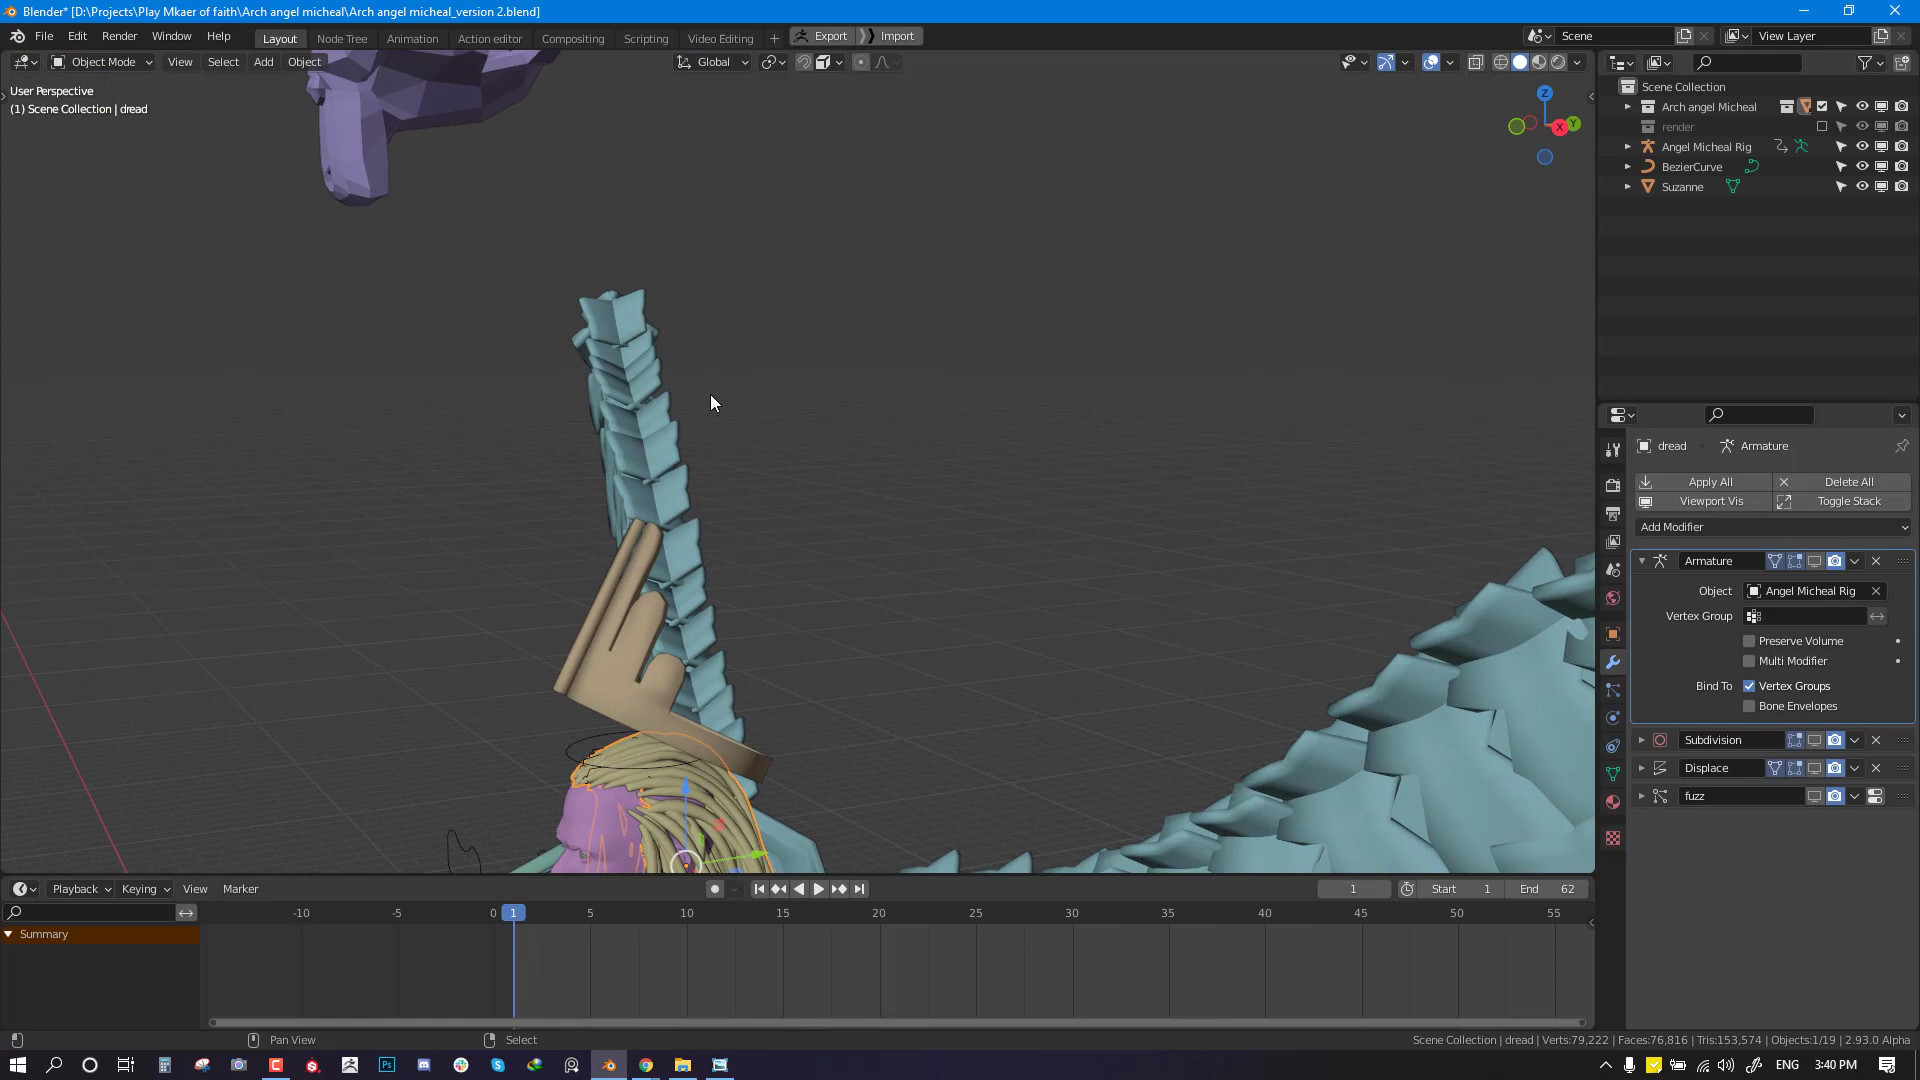 Blender* [D:\Projects\Play Mkaer of faith\Arch angel micheal\Arch angel micheal_version 2.blend]
File Edit Render Window Help Layout Node Tree Animation Action editor Compositing Scripting Video Editing + Export Import Scene View Layer
Object Mode View Select Add Object Global
User Perspective
(1) Scene Collection | dread
Z
X
Y
Scene Collection
Arch angel Micheal
render
Angel Micheal Rig
BezierCurve
Suzanne
dread Armature
Apply All Delete All
Viewport Vis Toggle Stack
Add Modifier
Armature
Object Angel Micheal Rig
Vertex Group
Preserve Volume
Multi Modifier
Bind To Vertex Groups
Bone Envelopes
Subdivision
Displace
fuzz
Playback Keying View Marker 1 Start 1 End 62
-10 -5 0 1 5 10 15 20 25 30 35 40 45 50 55
Summary
Pan View Select Scene Collection | dread | Verts:79,222 | Faces:76,816 | Tris:153,574 | Objects:1/19 | 2.93.0 Alpha
ENG 3:40 PM